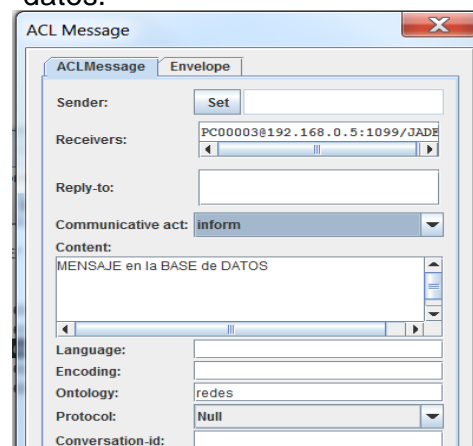 datos.
ACL Message
ACLMessage Envelope
Sender: Set
Receivers: PC00003@192.168.0.5:1099/JADE
Reply-to:
Communicative act: inform
Content:
MENSAJE en la BASE de DATOS
Language:
Encoding:
Ontology: redes
Protocol: Null
Conversation-id: